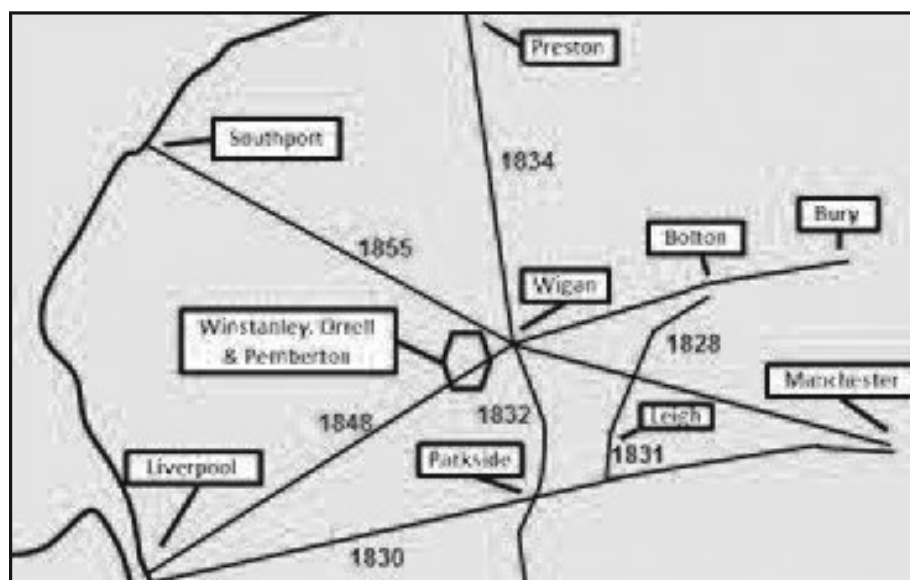 Preston
Southport
1834
Bury
Bolton
1855
Wigan
Winstanley, Orrell
& Pemberton
1828
Manchester
1832
1848
Leigh
Parkside
1831
Liverpool
1830